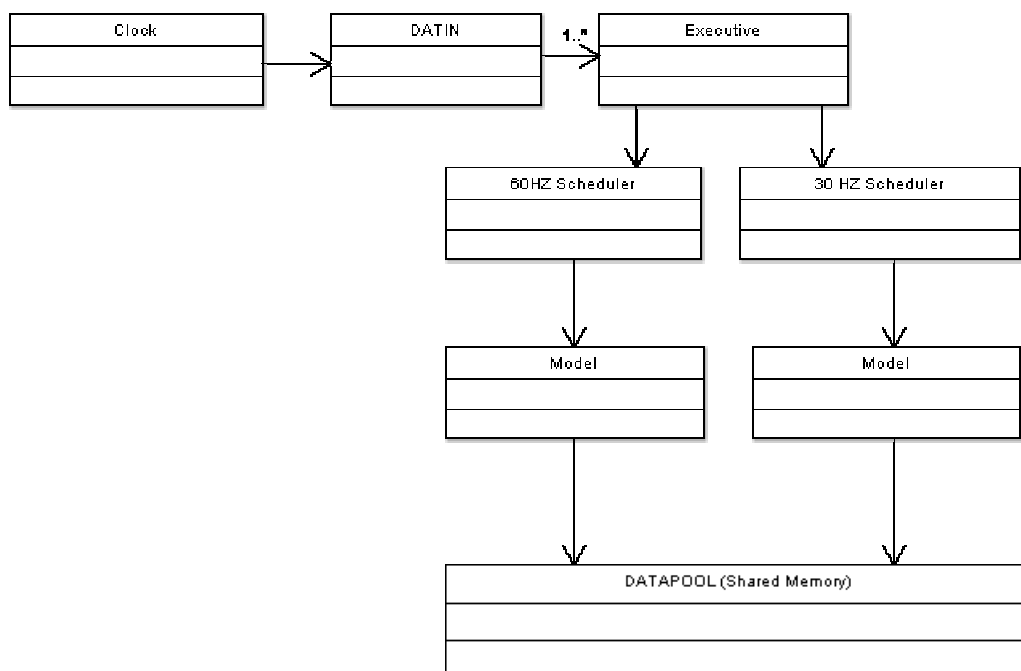 Clock
DATIN
1..*
Executive
60HZ Scheduler
30 HZ Scheduler
Model
Model
DATAPOOL (Shared Memory)